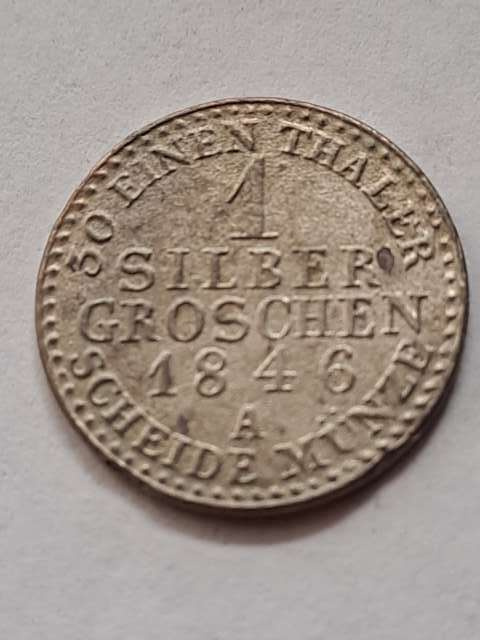 30 EINEN THALER
1
SILBER
GROSCHEN
1846
A
SCHEIDE MÜNZE